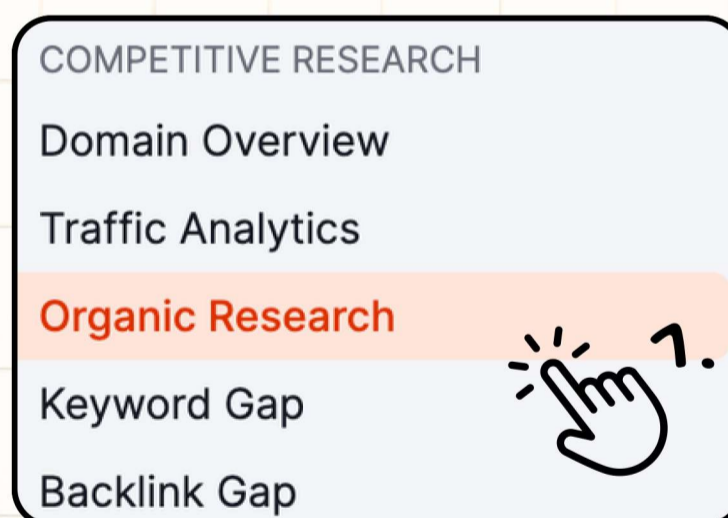 COMPETITIVE RESEARCH
Domain Overview
Traffic Analytics
Organic Research
1.
Keyword Gap
Backlink Gap